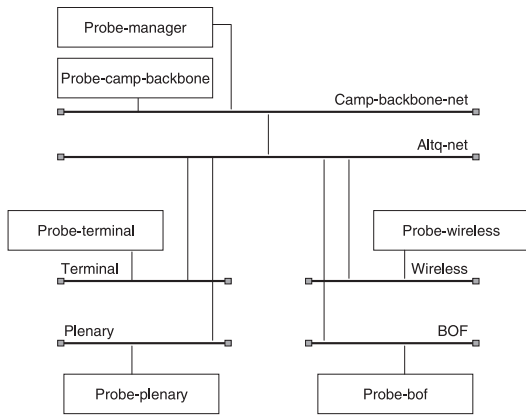 Probe-manager
Probe-camp-backbone
Camp-backbone-net
Altq-net
Probe-terminal
Probe-wireless
Terminal
Wireless
Plenary
BOF
Probe-plenary
Probe-bof